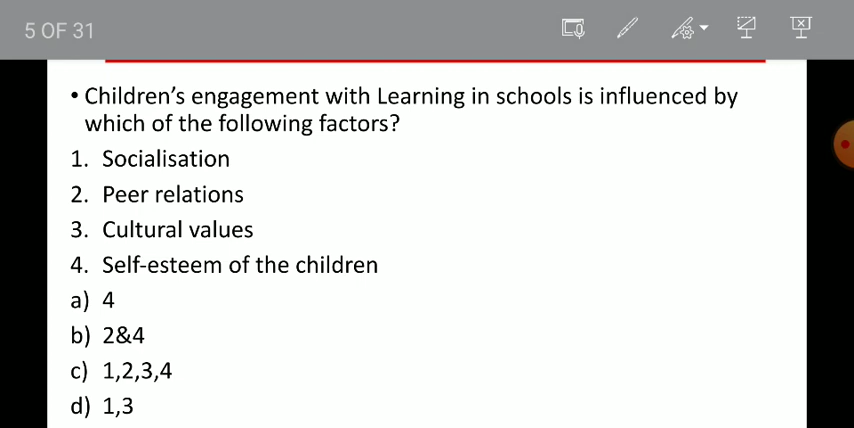 5 OF 31
• Children's engagement with Learning in schools is influenced by
which of the following factors?
1. Socialisation
2. Peer relations
3. Cultural values
4. Self-esteem of the children
a) 4
b) 2&4
c) 1,2,3,4
d) 1,3